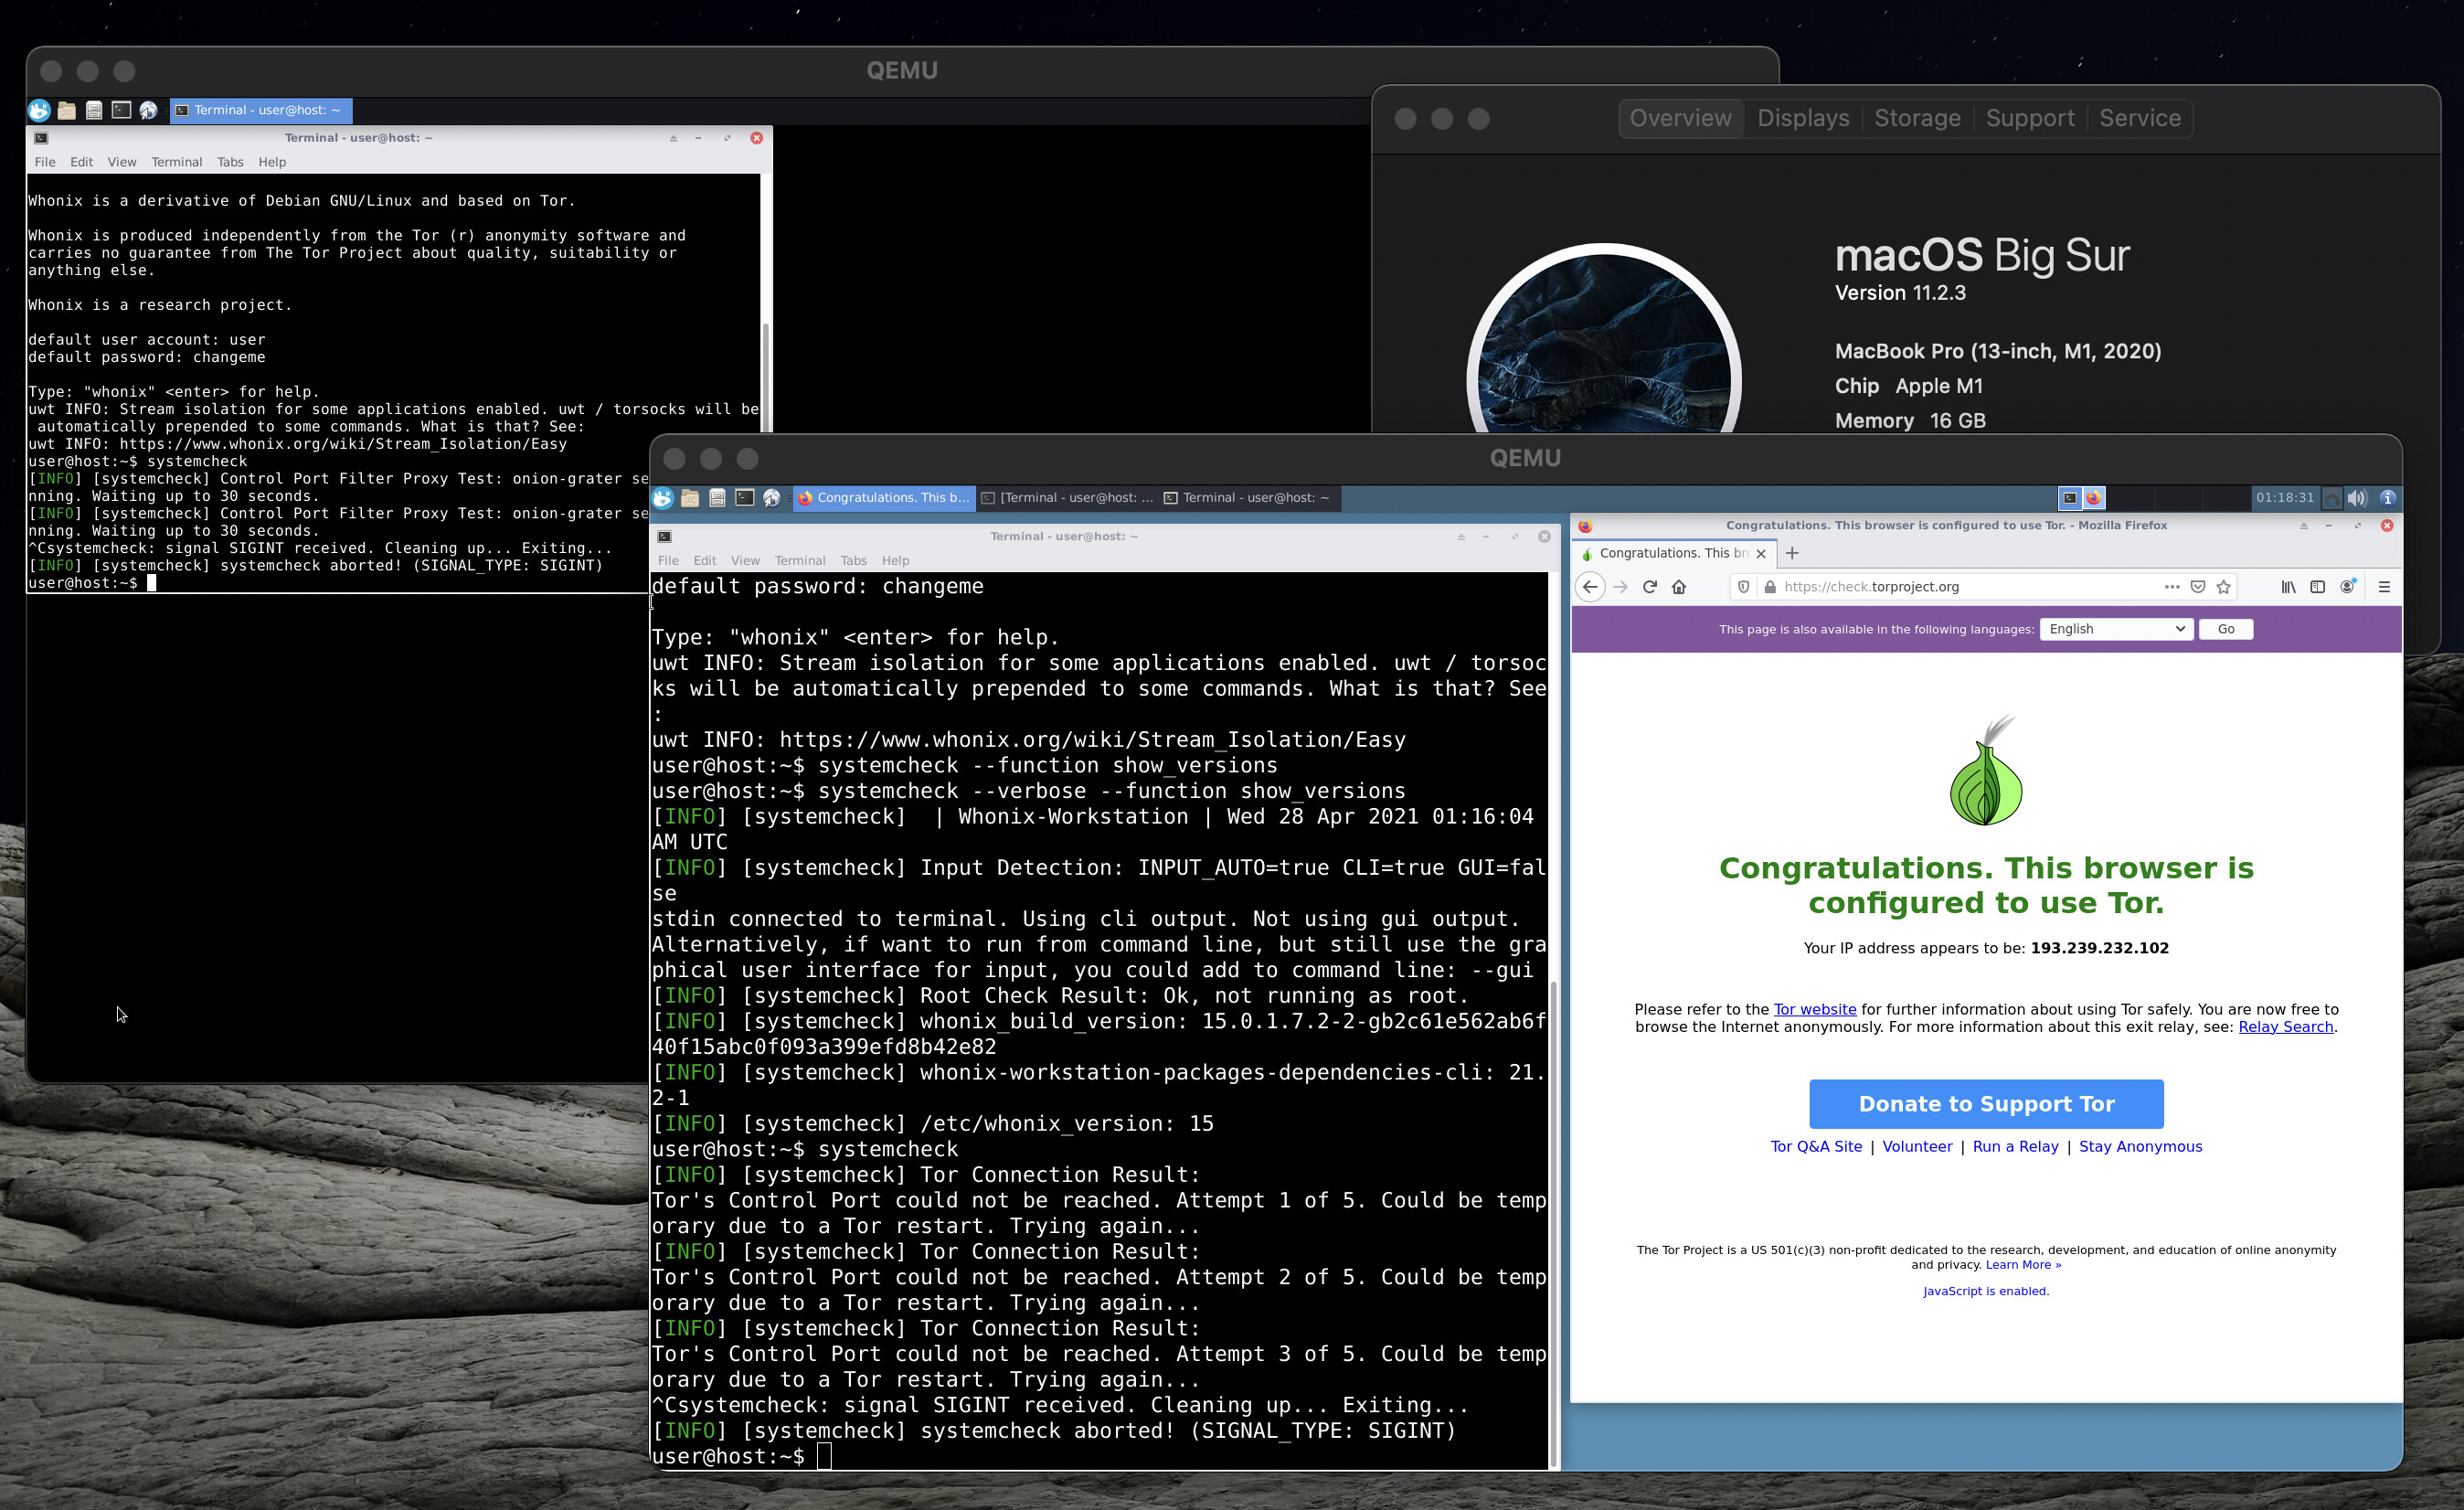 QEMU
Terminal - user@host: ~
Terminal - user@host: ~
File Edit View Terminal Tabs Help
Whonix is a derivative of Debian GNU/Linux and based on Tor.
Whonix is produced independently from the Tor (r) anonymity software and
carries no guarantee from The Tor Project about quality, suitability or
anything else.
Whonix is a research project.
default user account: user
default password: changeme
Type: "whonix" <enter> for help.
uwt INFO: Stream isolation for some applications enabled. uwt / torsocks will be
automatically prepended to some commands. What is that? See:
uwt INFO: https://www.whonix.org/wiki/Stream_Isolation/Easy
user@host:~$ systemcheck
[INFO] [systemcheck] Control Port Filter Proxy Test: onion-grater se
nning. Waiting up to 30 seconds.
[INFO] [systemcheck] Control Port Filter Proxy Test: onion-grater se
nning. Waiting up to 30 seconds.
^Csystemcheck: signal SIGINT received. Cleaning up... Exiting...
[INFO] [systemcheck] systemcheck aborted! (SIGNAL_TYPE: SIGINT)
user@host:~$
Overview Displays Storage Support Service
macOS Big Sur
Version 11.2.3
MacBook Pro (13-inch, M1, 2020)
Chip Apple M1
Memory 16 GB
QEMU
Congratulations. This b... [Terminal - user@host: ... Terminal - user@host: ~ 01:18:31
Terminal - user@host: ~
File Edit View Terminal Tabs Help
default password: changeme
Type: "whonix" <enter> for help.
uwt INFO: Stream isolation for some applications enabled. uwt / torsoc
ks will be automatically prepended to some commands. What is that? See
:
uwt INFO: https://www.whonix.org/wiki/Stream_Isolation/Easy
user@host:~$ systemcheck --function show_versions
user@host:~$ systemcheck --verbose --function show_versions
[INFO] [systemcheck]  | Whonix-Workstation | Wed 28 Apr 2021 01:16:04
AM UTC
[INFO] [systemcheck] Input Detection: INPUT_AUTO=true CLI=true GUI=fal
se
stdin connected to terminal. Using cli output. Not using gui output.
Alternatively, if want to run from command line, but still use the gra
phical user interface for input, you could add to command line: --gui
[INFO] [systemcheck] Root Check Result: Ok, not running as root.
[INFO] [systemcheck] whonix_build_version: 15.0.1.7.2-2-gb2c61e562ab6f
40f15abc0f093a399efd8b42e82
[INFO] [systemcheck] whonix-workstation-packages-dependencies-cli: 21.
2-1
[INFO] [systemcheck] /etc/whonix_version: 15
user@host:~$ systemcheck
[INFO] [systemcheck] Tor Connection Result:
Tor's Control Port could not be reached. Attempt 1 of 5. Could be temp
orary due to a Tor restart. Trying again...
[INFO] [systemcheck] Tor Connection Result:
Tor's Control Port could not be reached. Attempt 2 of 5. Could be temp
orary due to a Tor restart. Trying again...
[INFO] [systemcheck] Tor Connection Result:
Tor's Control Port could not be reached. Attempt 3 of 5. Could be temp
orary due to a Tor restart. Trying again...
^Csystemcheck: signal SIGINT received. Cleaning up... Exiting...
[INFO] [systemcheck] systemcheck aborted! (SIGNAL_TYPE: SIGINT)
user@host:~$
Congratulations. This browser is configured to use Tor. - Mozilla Firefox
Congratulations. This br
https://check.torproject.org
This page is also available in the following languages: English Go
Congratulations. This browser is
configured to use Tor.
Your IP address appears to be: 193.239.232.102
Please refer to the Tor website for further information about using Tor safely. You are now free to
browse the Internet anonymously. For more information about this exit relay, see: Relay Search.
Donate to Support Tor
Tor Q&A Site | Volunteer | Run a Relay | Stay Anonymous
The Tor Project is a US 501(c)(3) non-profit dedicated to the research, development, and education of online anonymity
and privacy. Learn More »
JavaScript is enabled.